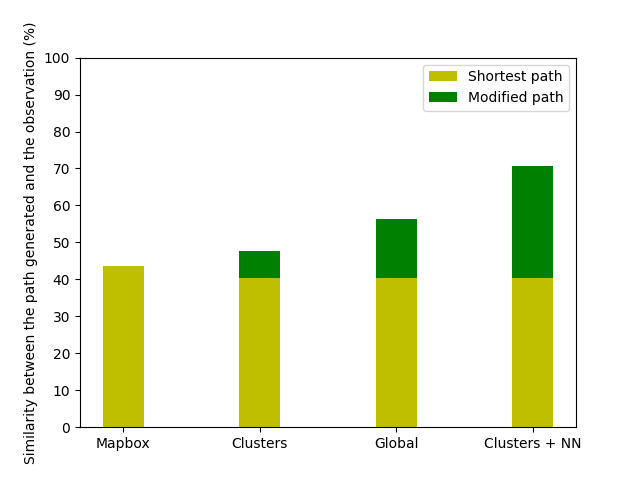 Similarity between the path generated and the observation (%)
100
90
80
70
60
50
40
30
20
10
0
Shortest path
Modified path
Mapbox
Clusters
Global
Clusters + NN